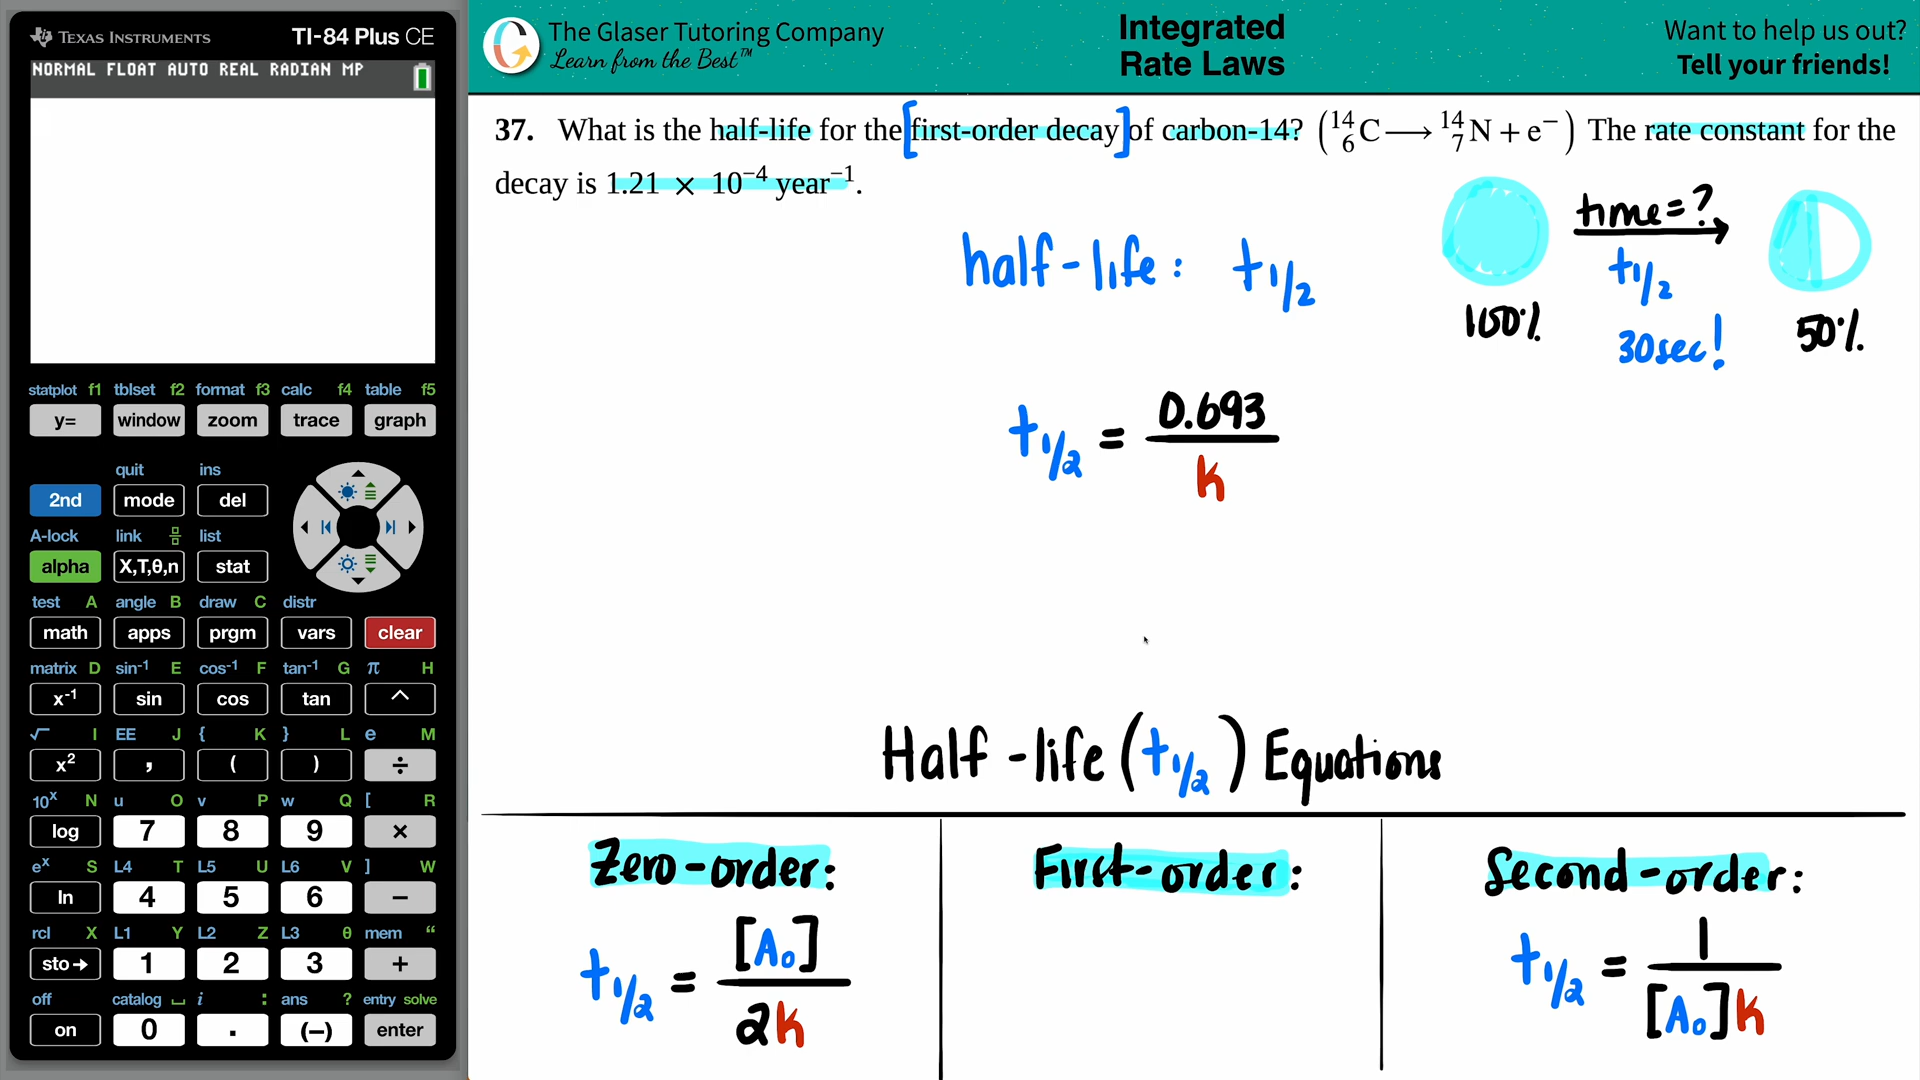 TEXAS INSTRUMENTS TI-84 Plus CE
NORMAL FLOAT AUTO REAL RADIAN MP
statplot f1 tblset f2 format f3 calc f4 table f5
y= window zoom trace graph
quit ins
2nd mode del
A-lock link list
alpha X,T,θ,n stat
test A angle B draw C distr
math apps prgm vars clear
matrix D sin⁻¹ E cos⁻¹ F tan⁻¹ G π H
x⁻¹ sin cos tan ^
√ I EE J { K } L e M
x² , ( ) ÷
10ˣ N u O v P w Q [ R
log 7 8 9 ×
eˣ S L4 T L5 U L6 V ] W
ln 4 5 6 −
rcl X L1 Y L2 Z L3 θ mem “
sto→ 1 2 3 +
off catalog ⎵ i : ans ? entry solve
on 0 . (−) enter
The Glaser Tutoring Company
Learn from the Best™
Integrated
Rate Laws
Want to help us out?
Tell your friends!
37. What is the half-life for the [first-order decay] of carbon-14? (¹⁴₆C ⟶ ¹⁴₇N + e⁻) The rate constant for the
decay is 1.21 × 10⁻⁴ year⁻¹.
half-life: t1/2
time=?
t1/2
100% 30sec! 50%
t1/2 = 0.693 / k
Half-life (t1/2) Equations
Zero-order: First-order: Second-order:
t1/2 = [A₀] / 2k
t1/2 = 1 / [A₀]k